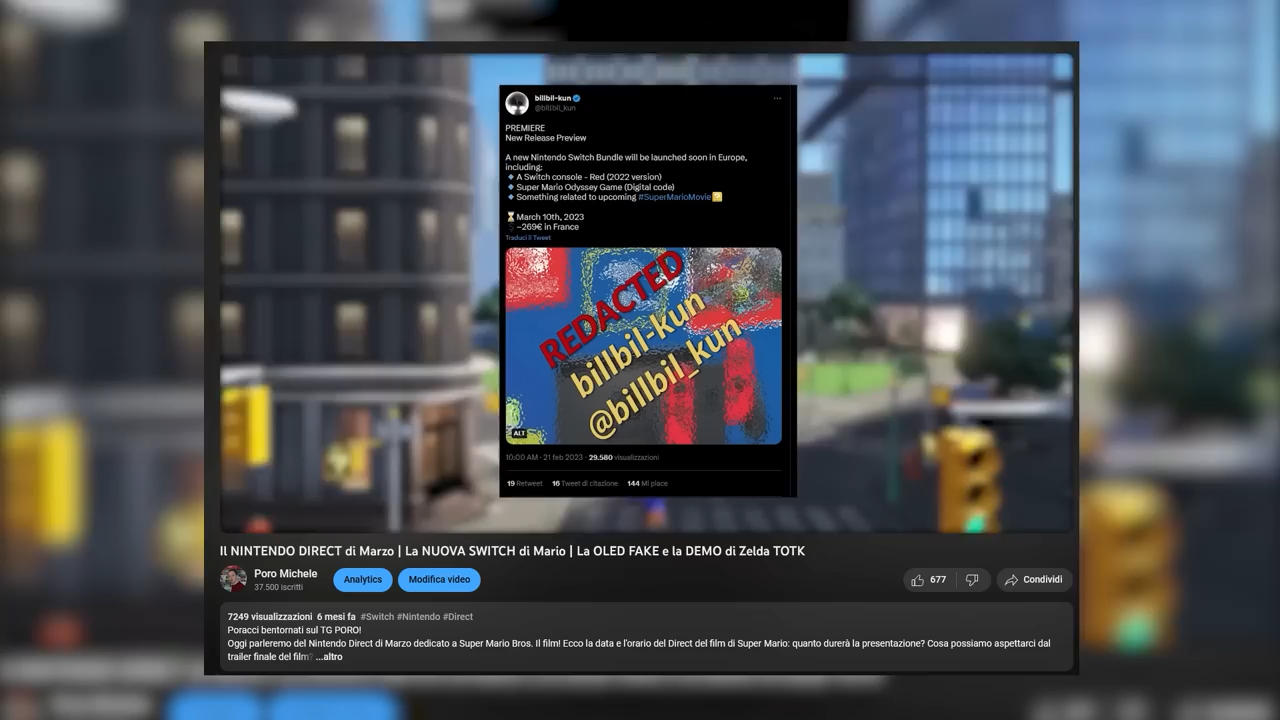 billbil-kun
@billbil_kun
PREMIERE
New Release Preview
A new Nintendo Switch Bundle will be launched soon in Europe,
including:
A Switch console - Red (2022 version)
Super Mario Odyssey Game (Digital code)
Something related to upcoming #SuperMarioMovie
March 10th, 2023
~269€ in France
Traduci il Tweet
REDACTED
billbil-kun
@billbil_kun
ALT
10:00 AM · 21 feb 2023 · 29.580 visualizzazioni
19 Retweet 16 Tweet di citazione 144 Mi piace
Il NINTENDO DIRECT di Marzo | La NUOVA SWITCH di Mario | La OLED FAKE e la DEMO di Zelda TOTK
Poro Michele
37.500 iscritti
Analytics
Modifica video
677
Condividi
7249 visualizzazioni 6 mesi fa #Switch #Nintendo #Direct
Poracci bentornati sul TG PORO!
Oggi parleremo del Nintendo Direct di Marzo dedicato a Super Mario Bros. Il film! Ecco la data e l'orario del Direct del film di Super Mario: quanto durerà la presentazione? Cosa possiamo aspettarci dal
trailer finale del film? ...altro